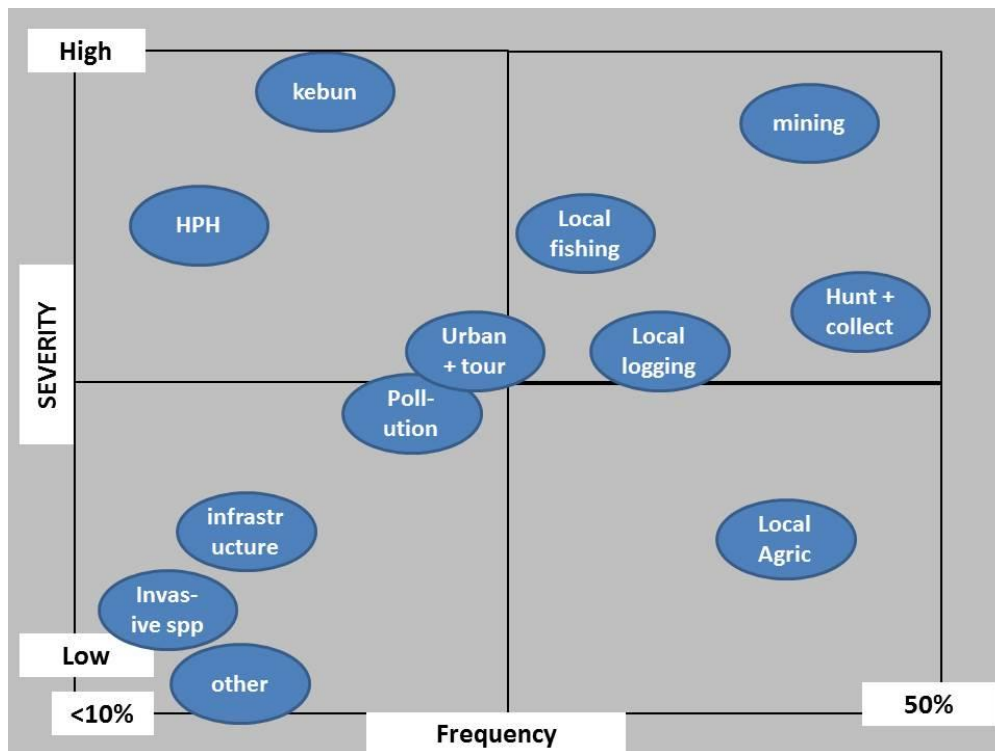 High
kebun
mining
HPH
Local
fishing
Hunt +
collect
Urban
+ tour
Local
logging
SEVERITY
Poll-
ution
infrastr
ucture
Local
Agric
Invas-
ive spp
Low
other
<10%
50%
Frequency